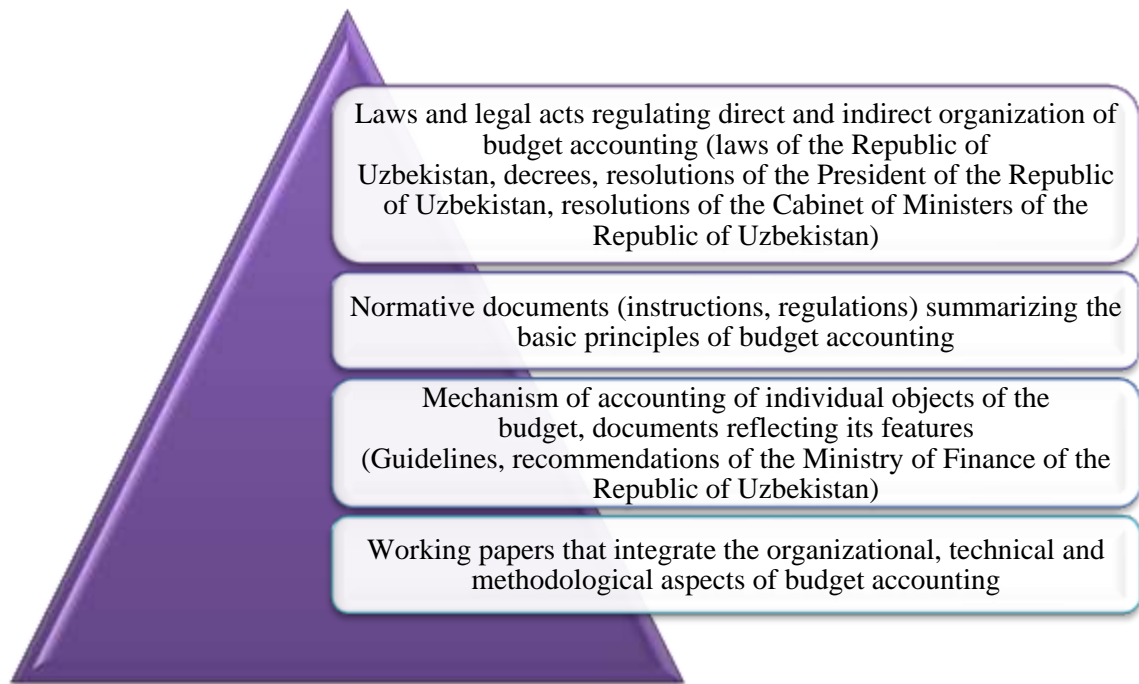 Laws and legal acts regulating direct and indirect organization of
budget accounting (laws of the Republic of
Uzbekistan, decrees, resolutions of the President of the Republic
of Uzbekistan, resolutions of the Cabinet of Ministers of the
Republic of Uzbekistan)
Normative documents (instructions, regulations) summarizing the
basic principles of budget accounting
Mechanism of accounting of individual objects of the
budget, documents reflecting its features
(Guidelines, recommendations of the Ministry of Finance of the
Republic of Uzbekistan)
Working papers that integrate the organizational, technical and
methodological aspects of budget accounting